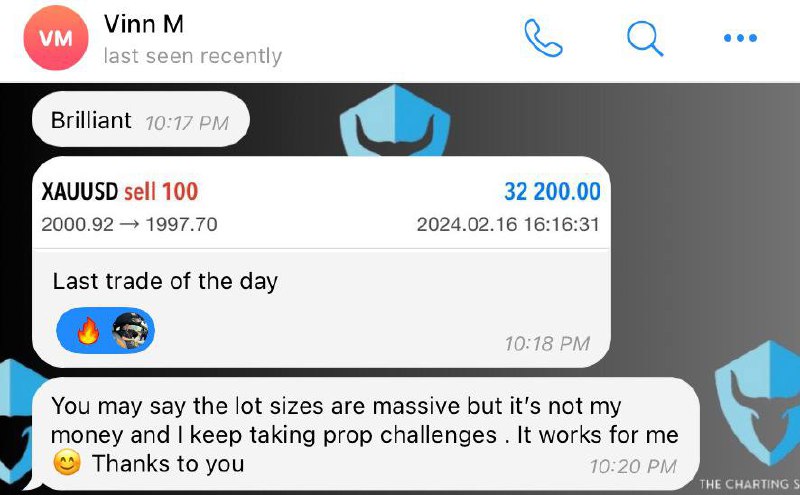 VM
Vinn M
last seen recently
Brilliant 10:17 PM
XAUUSD sell 100 32 200.00
2000.92 → 1997.70 2024.02.16 16:16:31
Last trade of the day
🔥
10:18 PM
You may say the lot sizes are massive but it's not my
money and I keep taking prop challenges . It works for me
😊 Thanks to you 10:20 PM
THE CHARTING S